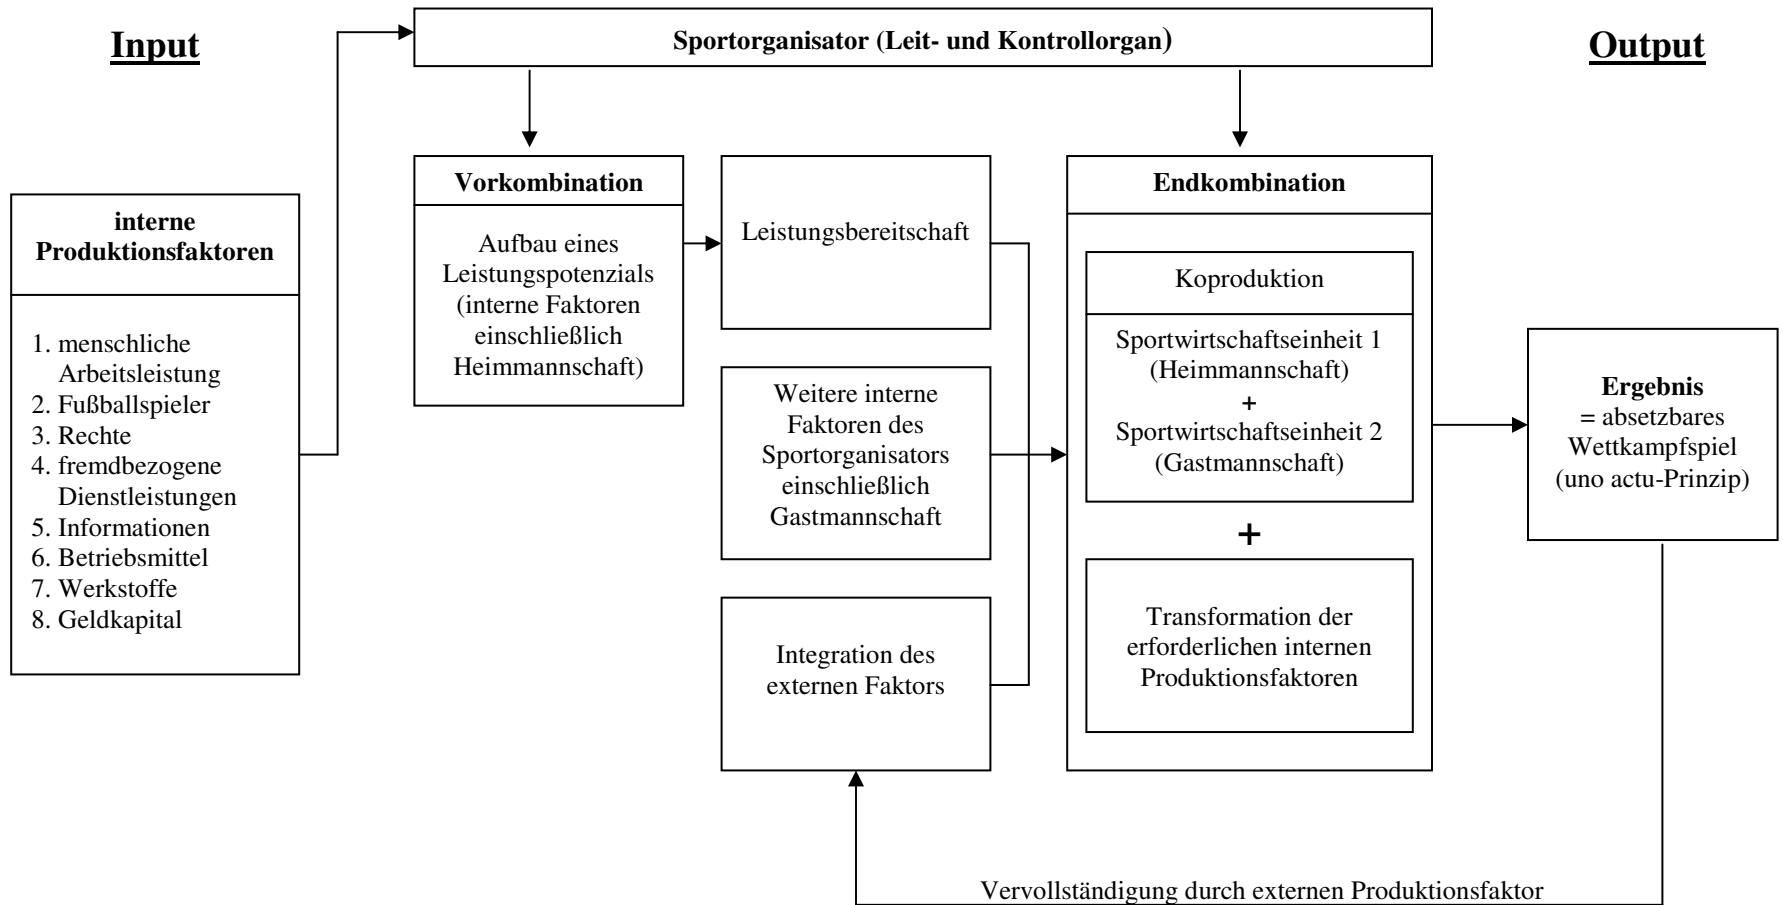 Input
Sportorganisator (Leit- und Kontrollorgan)
Output
interne
Produktionsfaktoren
1. menschliche
Arbeitsleistung
2. Fußballspieler
3. Rechte
4. fremdbezogene
Dienstleistungen
5. Informationen
6. Betriebsmittel
7. Werkstoffe
8. Geldkapital
Vorkombination
Aufbau eines
Leistungspotenzials
(interne Faktoren
einschließlich
Heimmannschaft)
Leistungsbereitschaft
Weitere interne
Faktoren des
Sportorganisators
einschließlich
Gastmannschaft
Integration des
externen Faktors
Endkombination
Koproduktion
Sportwirtschaftseinheit 1
(Heimmannschaft)
+
Sportwirtschaftseinheit 2
(Gastmannschaft)
+
Transformation der
erforderlichen internen
Produktionsfaktoren
Ergebnis
= absetzbares
Wettkampfspiel
(uno actu-Prinzip)
Vervollständigung durch externen Produktionsfaktor